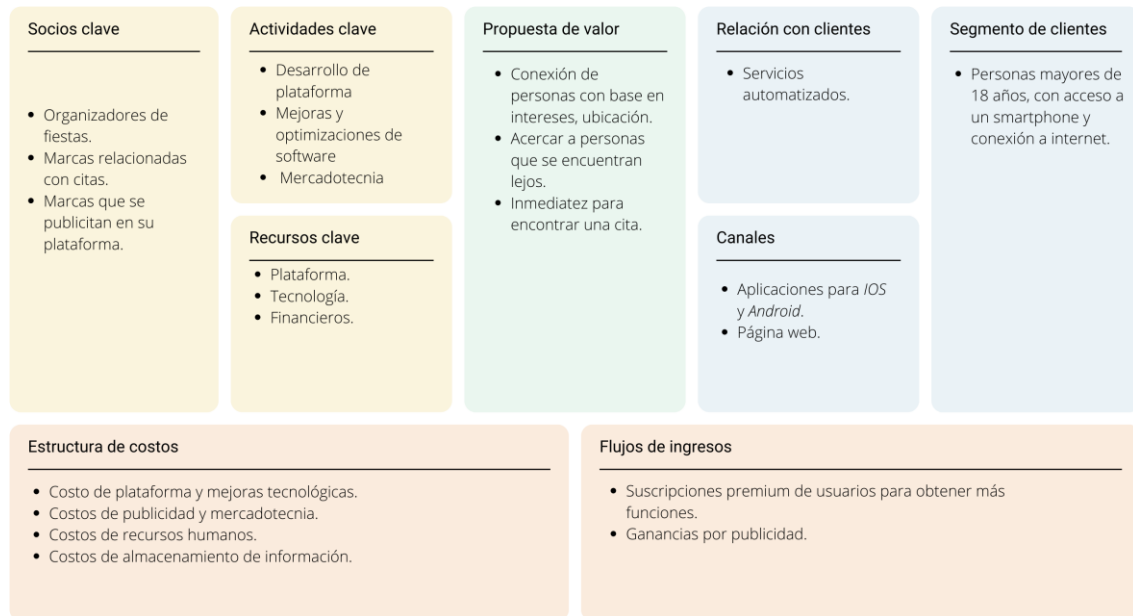 Socios clave
Organizadores de
fiestas.
Marcas relacionadas
con citas.
Marcas que se
publicitan en su
plataforma.
Actividades clave
Desarrollo de
plataforma
Mejoras y
optimizaciones de
software
Mercadotecnia
Recursos clave
Plataforma.
Tecnología.
Financieros.
Propuesta de valor
Conexión de
personas con base en
intereses, ubicación.
Acercar a personas
que se encuentran
lejos.
Inmediatez para
encontrar una cita.
Relación con clientes
Servicios
automatizados.
Canales
Aplicaciones para IOS
y Android.
Página web.
Segmento de clientes
Personas mayores de
18 años, con acceso a
un smartphone y
conexión a internet.
Estructura de costos
Costo de plataforma y mejoras tecnológicas.
Costos de publicidad y mercadotecnia.
Costos de recursos humanos.
Costos de almacenamiento de información.
Flujos de ingresos
Suscripciones premium de usuarios para obtener más
funciones.
Ganancias por publicidad.